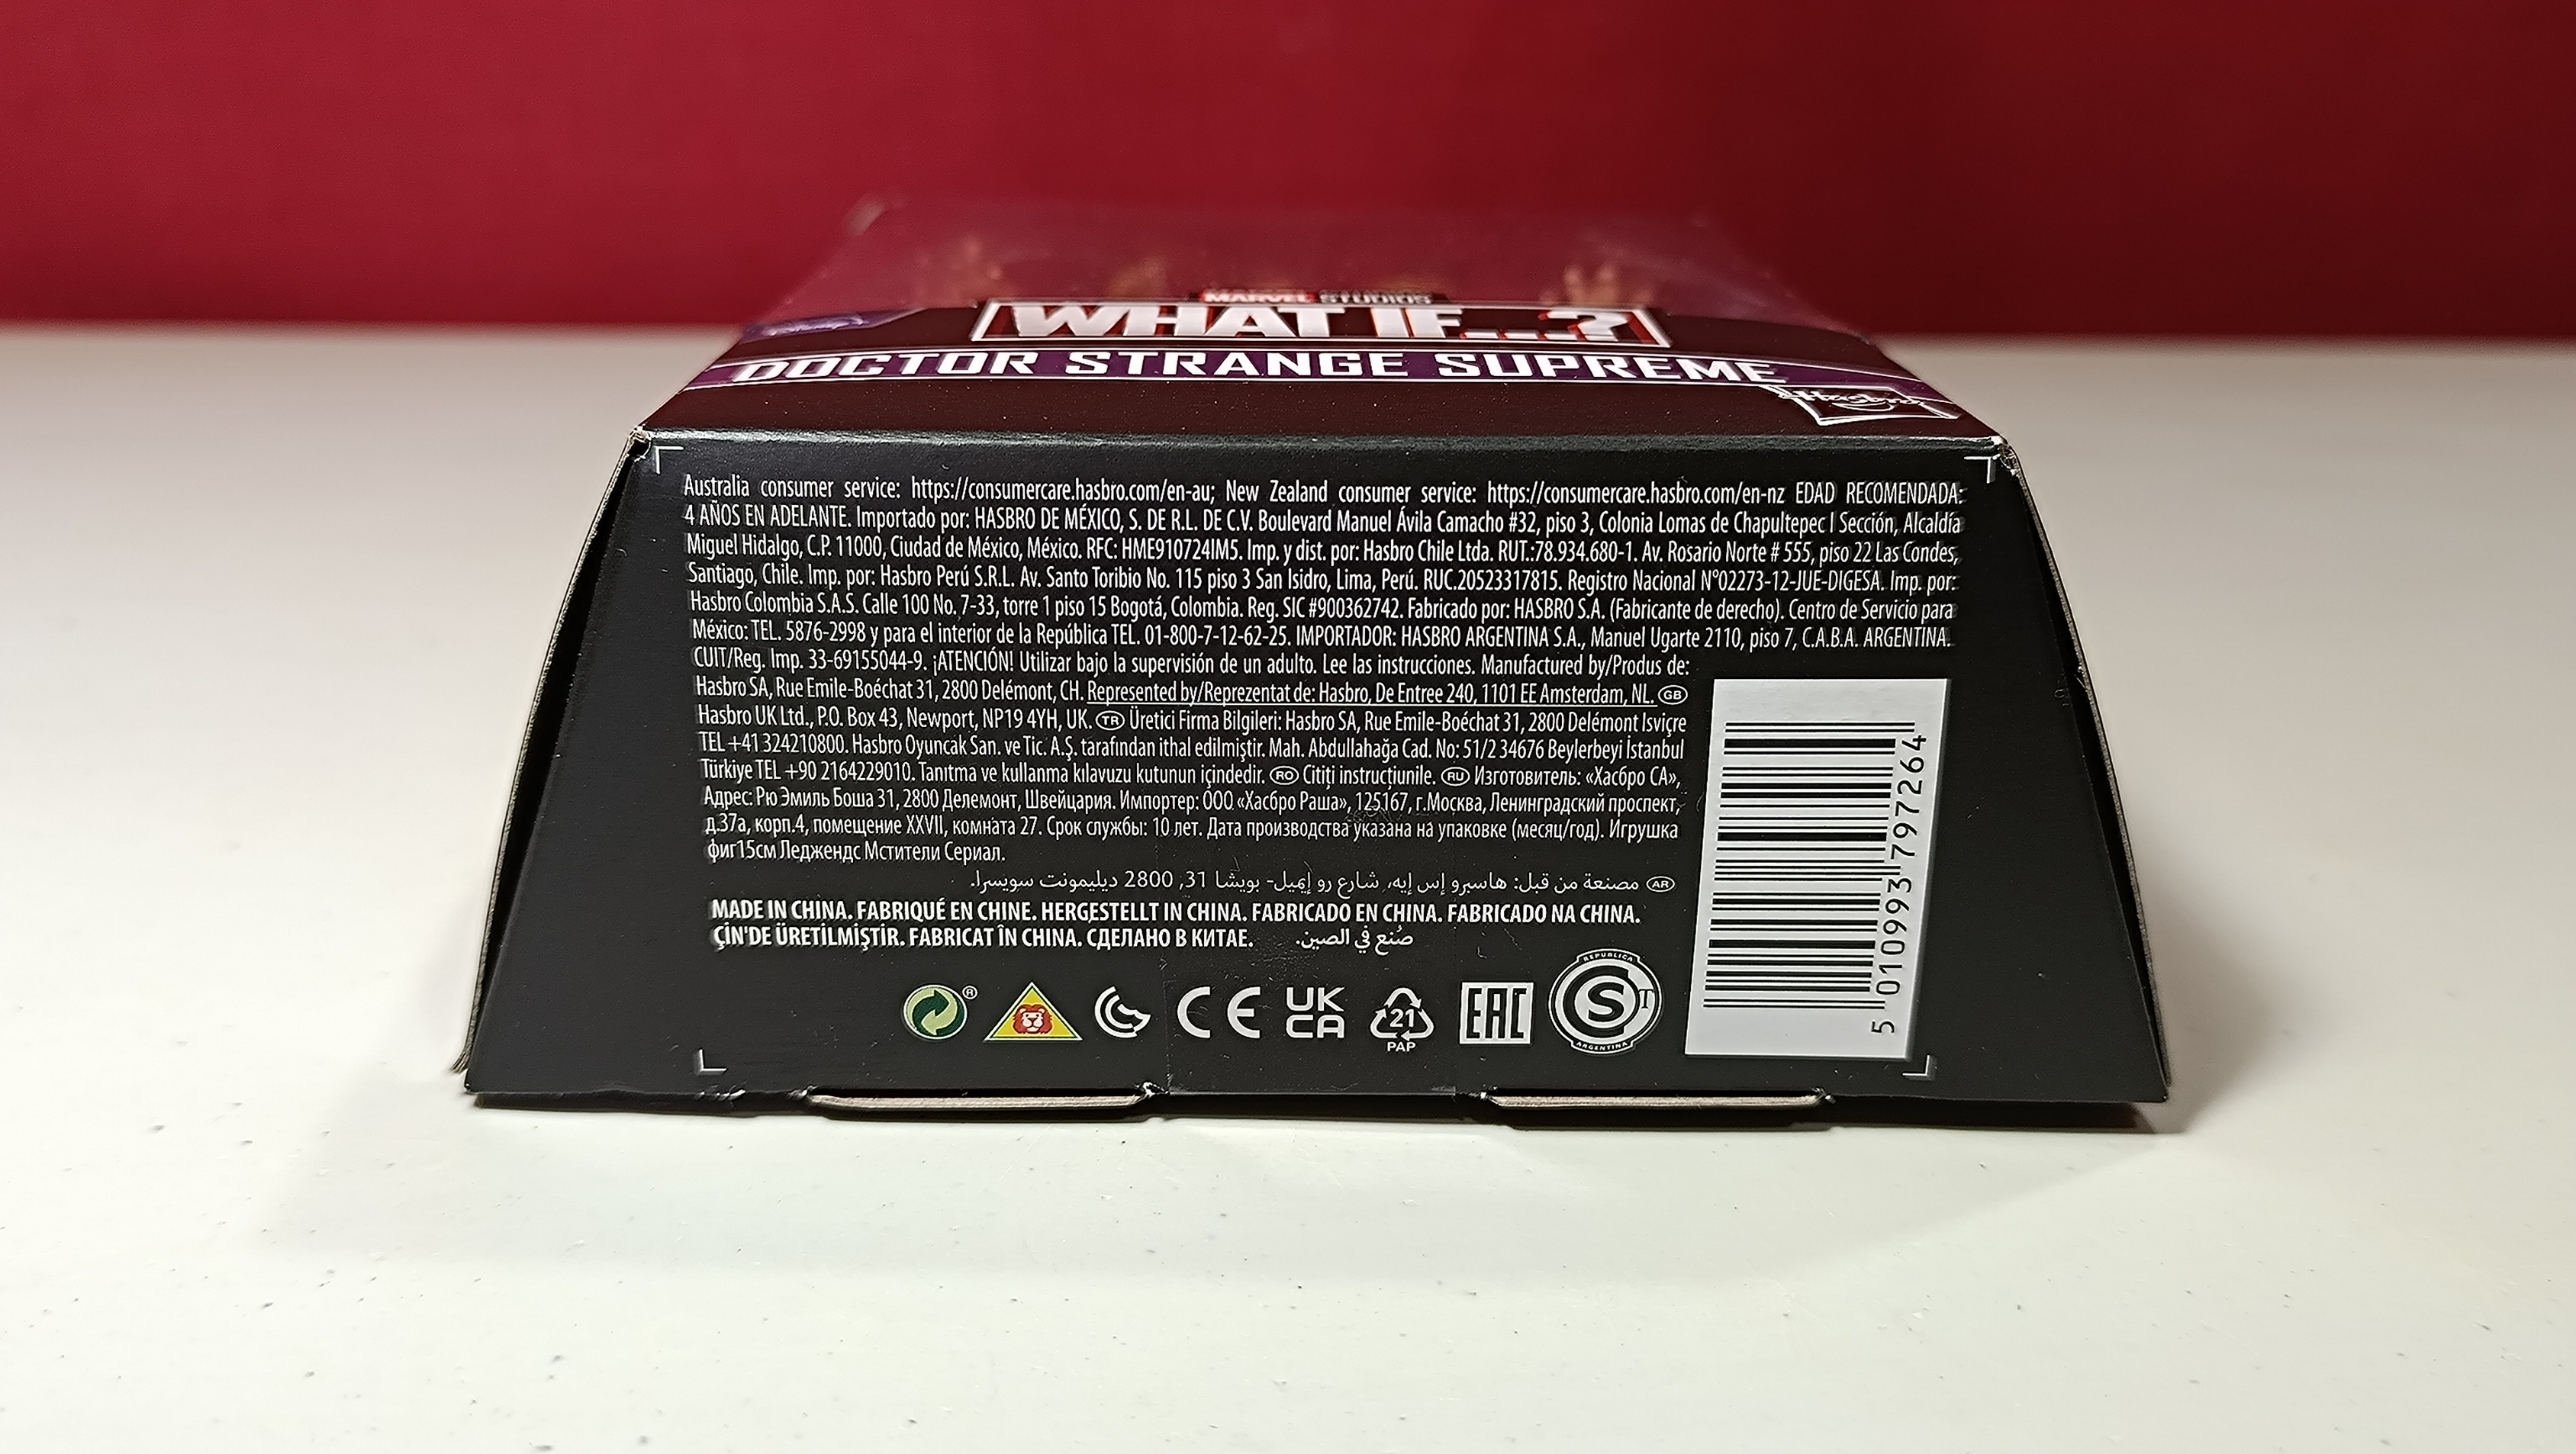 MARVEL STUDIOS
WHAT IF...?
DOCTOR STRANGE SUPREME
Hasbro
Australia consumer service: https://consumercare.hasbro.com/en-au; New Zealand consumer service: https://consumercare.hasbro.com/en-nz EDAD RECOMENDADA:
4 AÑOS EN ADELANTE. Importado por: HASBRO DE MÉXICO, S. DE R.L. DE C.V. Boulevard Manuel Ávila Camacho #32, piso 3, Colonia Lomas de Chapultepec I Sección, Alcaldía
Miguel Hidalgo, C.P. 11000, Ciudad de México, México. RFC: HME910724IM5. Imp. y dist. por: Hasbro Chile Ltda. RUT.:78.934.680-1. Av. Rosario Norte # 555, piso 22 Las Condes,
Santiago, Chile. Imp. por: Hasbro Perú S.R.L. Av. Santo Toribio No. 115 piso 3 San Isidro, Lima, Perú. RUC.20523317815. Registro Nacional N°02273-12-JUE-DIGESA. Imp. por:
Hasbro Colombia S.A.S. Calle 100 No. 7-33, torre 1 piso 15 Bogotá, Colombia. Reg. SIC #900362742. Fabricado por: HASBRO S.A. (Fabricante de derecho). Centro de Servicio para
México: TEL. 5876-2998 y para el interior de la República TEL. 01-800-7-12-62-25. IMPORTADOR: HASBRO ARGENTINA S.A., Manuel Ugarte 2110, piso 7, C.A.B.A. ARGENTINA.
CUIT/Reg. Imp. 33-69155044-9. ¡ATENCIÓN! Utilizar bajo la supervisión de un adulto. Lee las instrucciones. Manufactured by/Produs de:
Hasbro SA, Rue Emile-Boéchat 31, 2800 Delémont, CH. Represented by/Reprezentat de: Hasbro, De Entree 240, 1101 EE Amsterdam, NL. GB
Hasbro UK Ltd., P.O. Box 43, Newport, NP19 4YH, UK. TR Üretici Firma Bilgileri: Hasbro SA, Rue Emile-Boéchat 31, 2800 Delémont Isviçre
TEL +41 324210800. Hasbro Oyuncak San. ve Tic. A.Ş. tarafından ithal edilmiştir. Mah. Abdullahağa Cad. No: 51/2 34676 Beylerbeyi İstanbul
Türkiye TEL +90 2164229010. Tanıtma ve kullanma kılavuzu kutunun içindedir. RO Citiți instrucțiunile. RU Изготовитель: «Хасбро СА»,
Адрес: Рю Эмиль Боша 31, 2800 Делемонт, Швейцария. Импортер: ООО «Хасбро Раша», 125167, г.Москва, Ленинградский проспект,
д.37а, корп.4, помещение XXVII, комната 27. Срок службы: 10 лет. Дата производства указана на упаковке (месяц/год). Игрушка
фиг15см Леджендс Мстители Сериал.
AR مصنعة من قبل: هاسبرو إس إيه، شارع رو إيميل- بويشا 31, 2800 ديليمونت سويسرا.
MADE IN CHINA. FABRIQUÉ EN CHINE. HERGESTELLT IN CHINA. FABRICADO EN CHINA. FABRICADO NA CHINA.
ÇİN'DE ÜRETİLMİŞTİR. FABRICAT ÎN CHINA. СДЕЛАНО В КИТАЕ. صُنع في الصين.
CE UK CA 21 PAP EAC REPUBLICA S T ARGENTINA
5 010993 797264